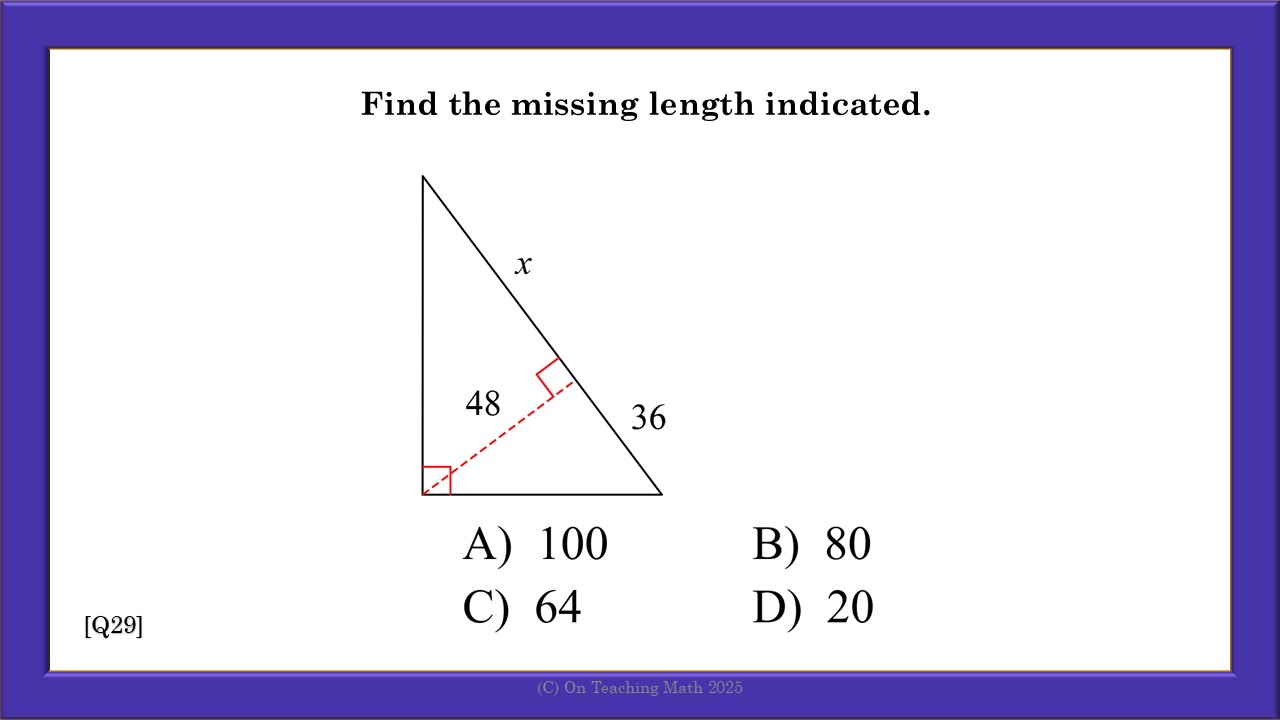 Find the missing length indicated.
x
48
36
A) 100 B) 80
C) 64 D) 20
[Q29]
(C) On Teaching Math 2025